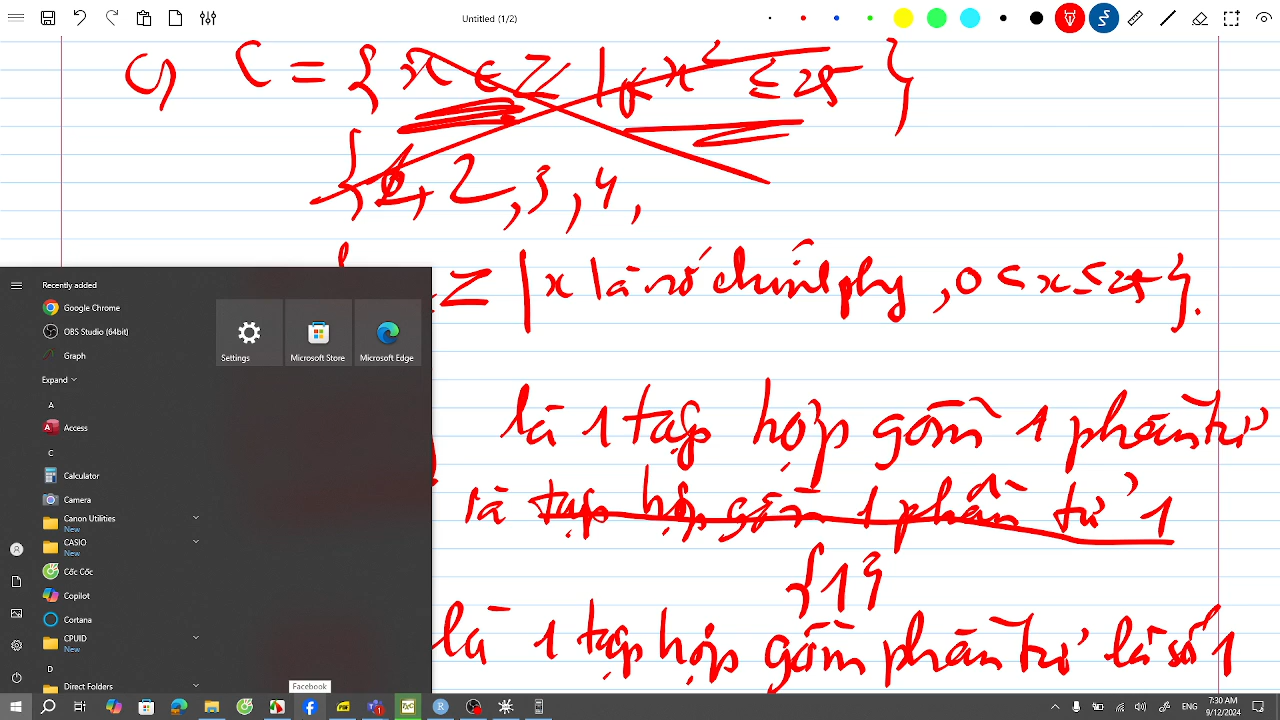 Untitled (1/2)
c) C = { x ∈ Z | x² ≤ 25 }
2, 3, 4,
Z | x là số chính phương, 0 ≤ x ≤ 25 }.
là 1 tập hợp gồm 1 phần tử
là tập hợp gồm 1 phần tử 1
{1}
là 1 tập hợp gồm phần tử là số 1
Recently added
Google Chrome
OBS Studio (64bit)
Graph
Expand
A
Access
C
Calculator
Camera
Canon Utilities
New
CASIO
New
Cốc Cốc
Copilot
Cortana
CPUID
New
D
Direct Folders
Settings
Microsoft Store
Microsoft Edge
Facebook
ENG
7:30 AM
9/12/2024